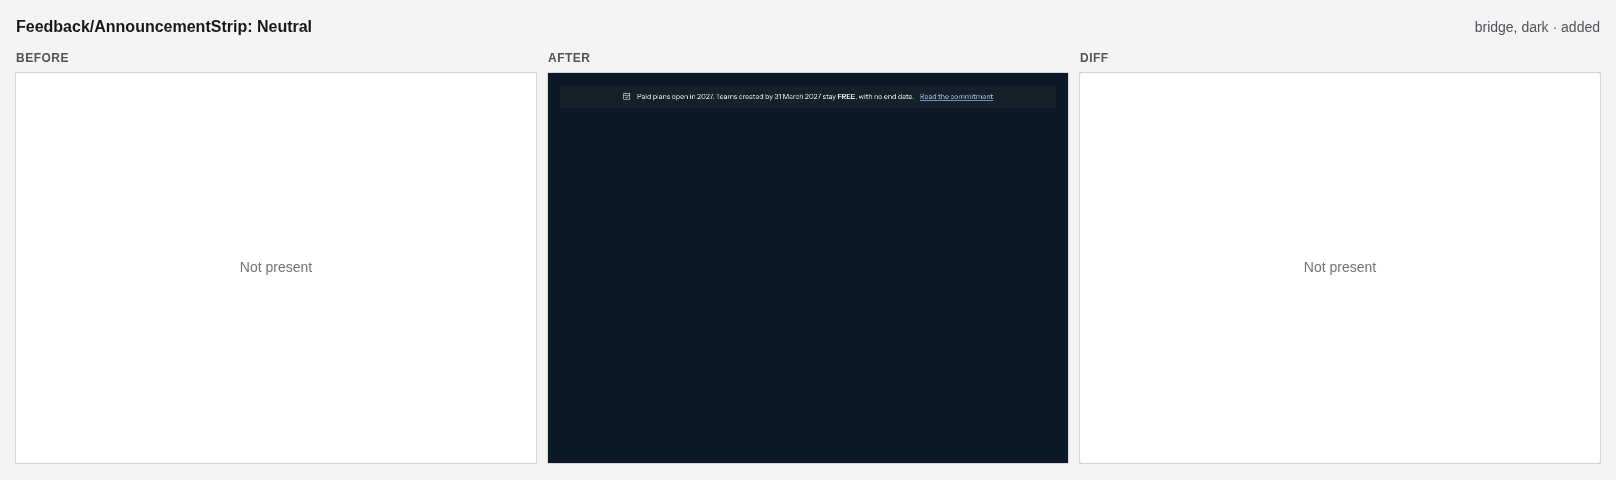 Feedback/AnnouncementStrip: Neutral
bridge, dark · added
BEFORE
AFTER
DIFF
Not present
Paid plans open in 2027. Teams created by 31 March 2027 stay FREE, with no end date. Read the commitment
Not present